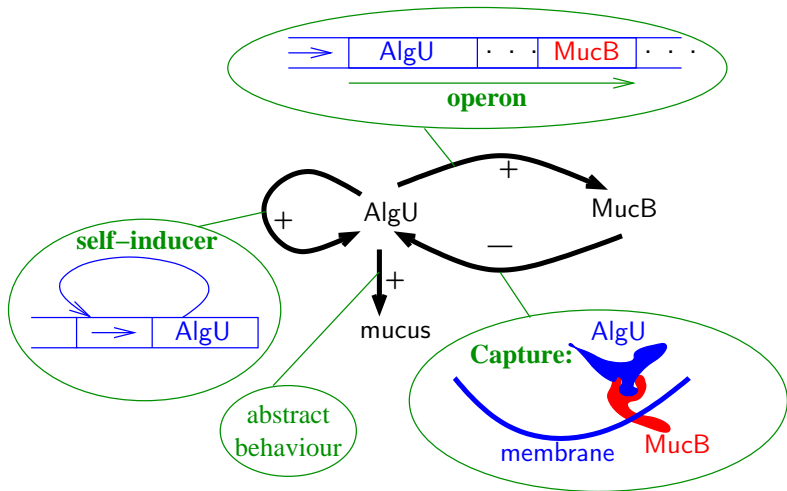 AlgU · · · MucB · · ·
operon
+
AlgU
MucB
+
self−inducer
−
+
mucus
AlgU
AlgU
Capture:
abstract
behaviour
membrane
MucB